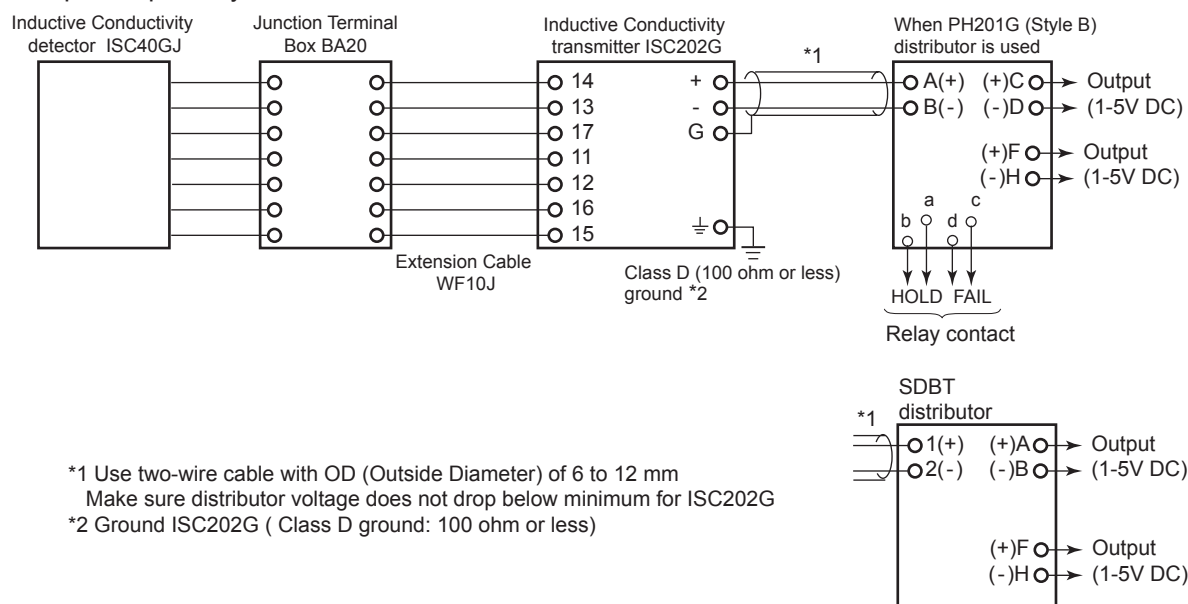 Inductive Conductivity
detector ISC40GJ
Junction Terminal
Box BA20
Inductive Conductivity
transmitter ISC202G
*1
When PH201G (Style B)
distributor is used
14
13
17
11
12
16
15
+
-
G
A(+) (+)C Output
B(-) (-)D (1-5V DC)
(+)F Output
(-)H (1-5V DC)
a c
b d
HOLD FAIL
Relay contact
Extension Cable
WF10J
Class D (100 ohm or less)
ground *2
SDBT
distributor
*1
1(+) (+)A Output
2(-) (-)B (1-5V DC)
(+)F Output
(-)H (1-5V DC)
*1 Use two-wire cable with OD (Outside Diameter) of 6 to 12 mm
Make sure distributor voltage does not drop below minimum for ISC202G
*2 Ground ISC202G ( Class D ground: 100 ohm or less)